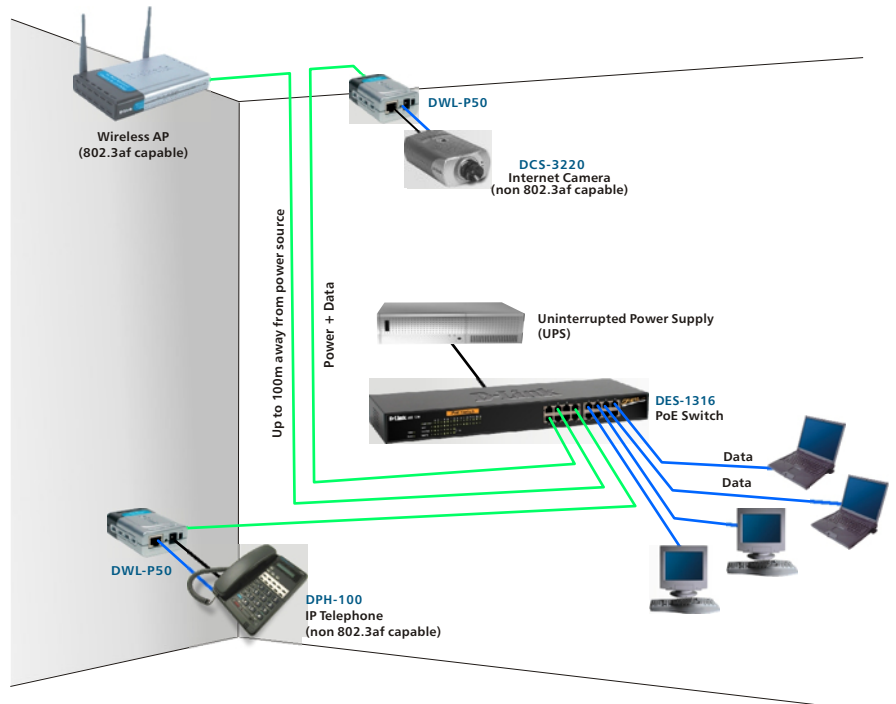 DWL-P50
Wireless AP
(802.3af capable)
DCS-3220
Internet Camera
(non 802.3af capable)
Up to 100m away from power source
Power + Data
Uninterrupted Power Supply
(UPS)
D-Link
D-Link
DES-1316
PoE Switch
Data
Data
DWL-P50
DPH-100
IP Telephone
(non 802.3af capable)